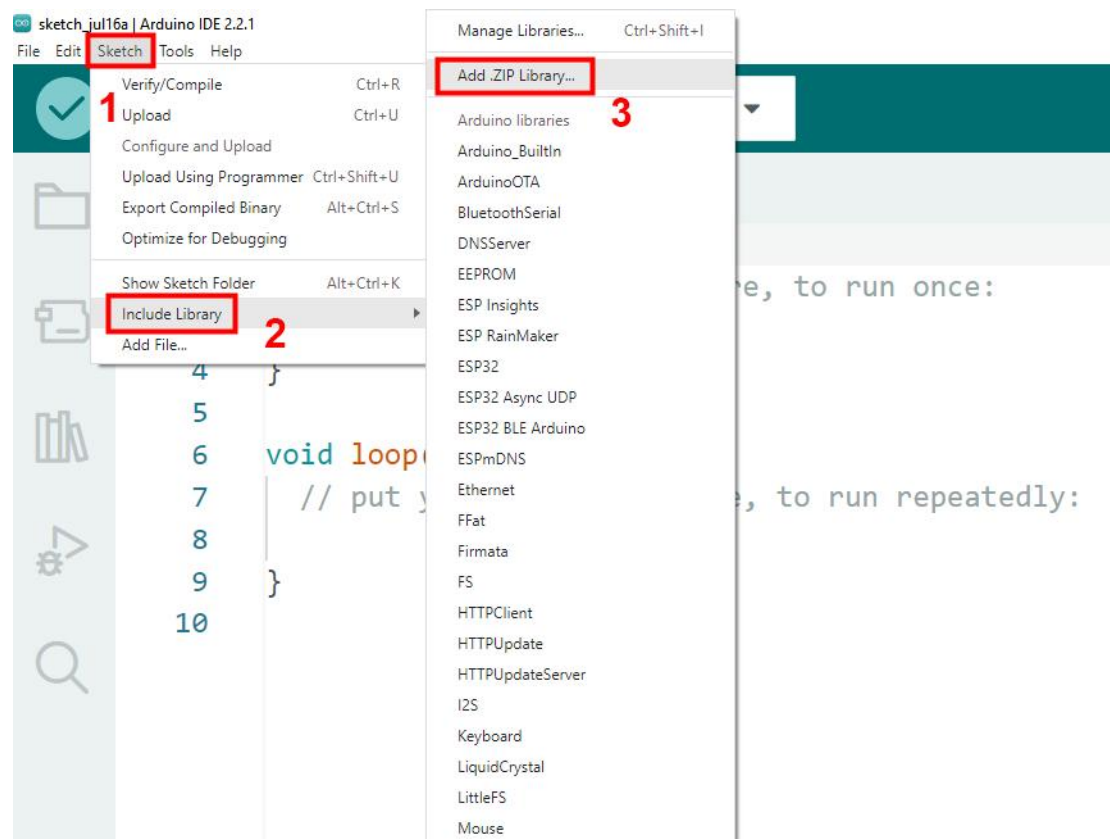 sketch_jul16a | Arduino IDE 2.2.1
File Edit Sketch Tools Help
1
Verify/Compile Ctrl+R
Upload Ctrl+U
Configure and Upload
Upload Using Programmer Ctrl+Shift+U
Export Compiled Binary Alt+Ctrl+S
Optimize for Debugging
Show Sketch Folder Alt+Ctrl+K
Include Library
2
Add File...
Manage Libraries... Ctrl+Shift+I
Add .ZIP Library...
3
Arduino libraries
Arduino_BuiltIn
ArduinoOTA
BluetoothSerial
DNSServer
EEPROM
ESP Insights
ESP RainMaker
ESP32
ESP32 Async UDP
ESP32 BLE Arduino
ESPmDNS
Ethernet
FFat
Firmata
FS
HTTPClient
HTTPUpdate
HTTPUpdateServer
I2S
Keyboard
LiquidCrystal
LittleFS
Mouse
e, to run once:
4 }
5
6 void loop(
7 // put y e, to run repeatedly:
8
9 }
10